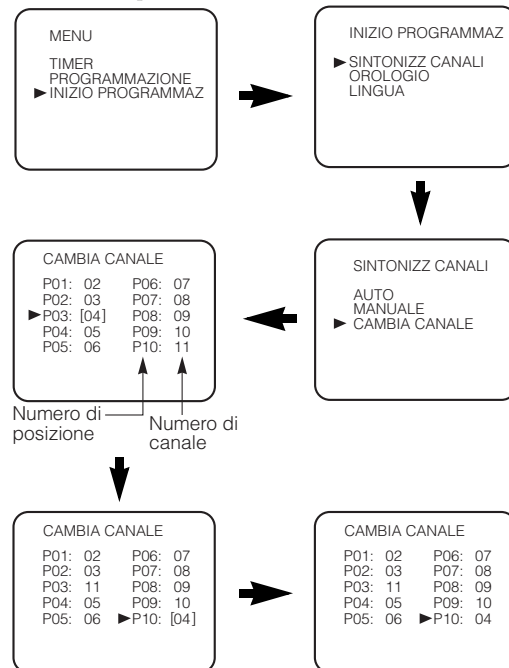 MENU
TIMER
PROGRAMMAZIONE
►INIZIO PROGRAMMAZ
INIZIO PROGRAMMAZ
►SINTONIZZ CANALI
OROLOGIO
LINGUA
SINTONIZZ CANALI
AUTO
MANUALE
► CAMBIA CANALE
CAMBIA CANALE
P01: 02 P06: 07
P02: 03 P07: 08
►P03: [04] P08: 09
P04: 05 P09: 10
P05: 06 P10: 11
Numero di posizione
Numero di canale
CAMBIA CANALE
P01: 02 P06: 07
P02: 03 P07: 08
P03: 11 P08: 09
P04: 05 P09: 10
P05: 06 ►P10: [04]
CAMBIA CANALE
P01: 02 P06: 07
P02: 03 P07: 08
P03: 11 P08: 09
P04: 05 P09: 10
P05: 06 ►P10: 04